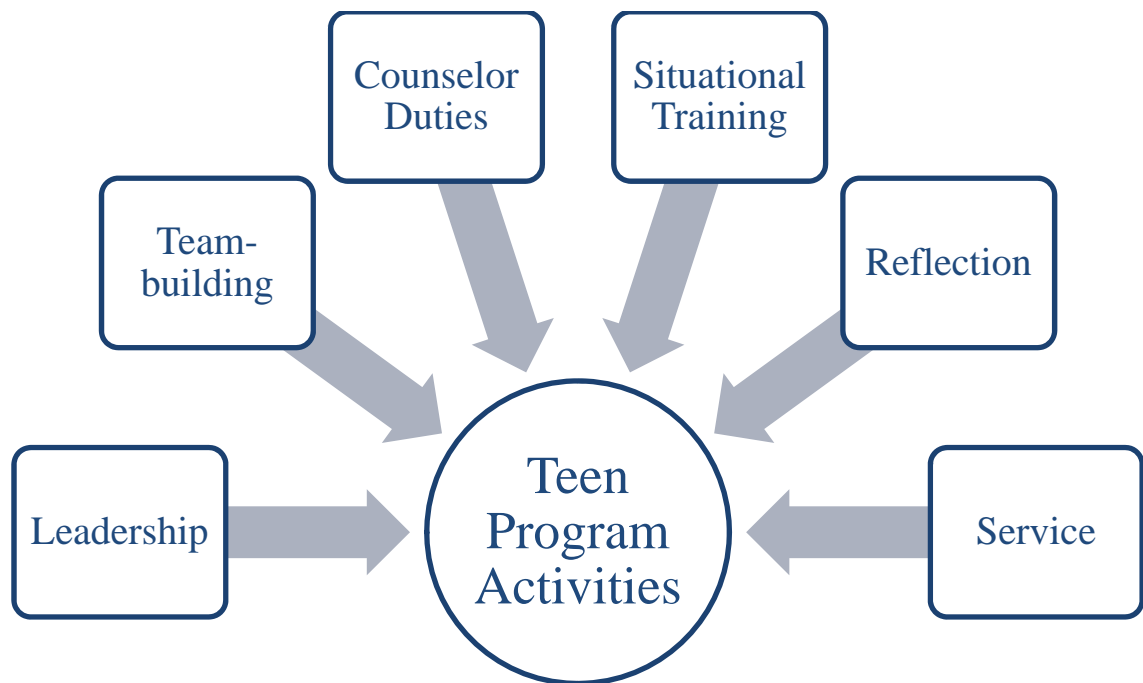 Counselor
Duties
Situational
Training
Team-
building
Reflection
Leadership
Teen
Program
Activities
Service